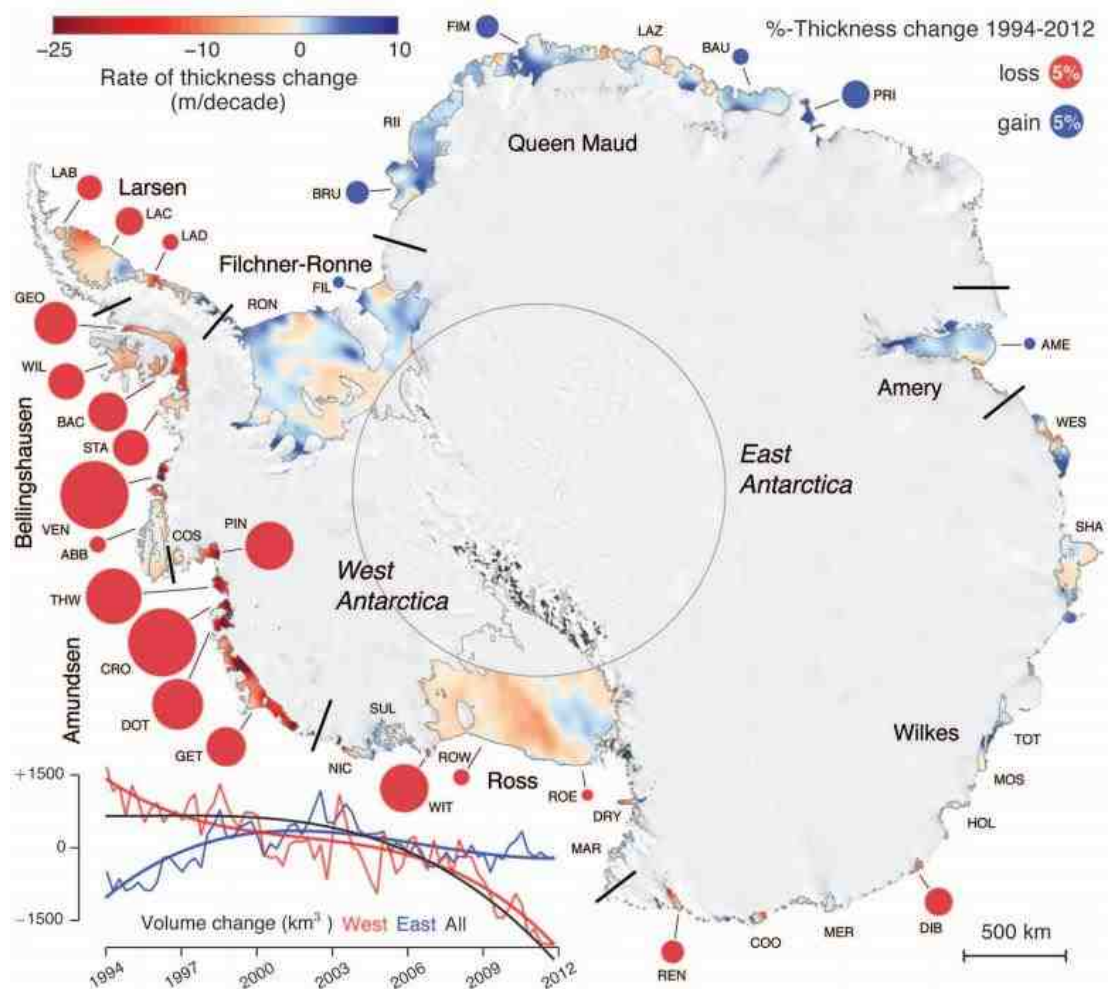 −25 −10 0 10
Rate of thickness change
(m/decade)
%-Thickness change 1994-2012
loss 5%
gain 5%
FIM
LAZ
BAU
PRI
RII
BRU
Queen Maud
LAB
Larsen
LAC
LAD
Filchner-Ronne
FIL
RON
GEO
WIL
BAC
STA
VEN
ABB
COS
PIN
Bellingshausen
AME
Amery
WES
East
Antarctica
SHA
West
Antarctica
THW
CRO
DOT
GET
Amundsen
SUL
NIC
ROW
WIT
Ross
ROE
DRY
MAR
Wilkes
TOT
MOS
HOL
DIB
MER
COO
REN
500 km
+1500
0
−1500
Volume change (km³) West East All
1994 1997 2000 2003 2006 2009 2012